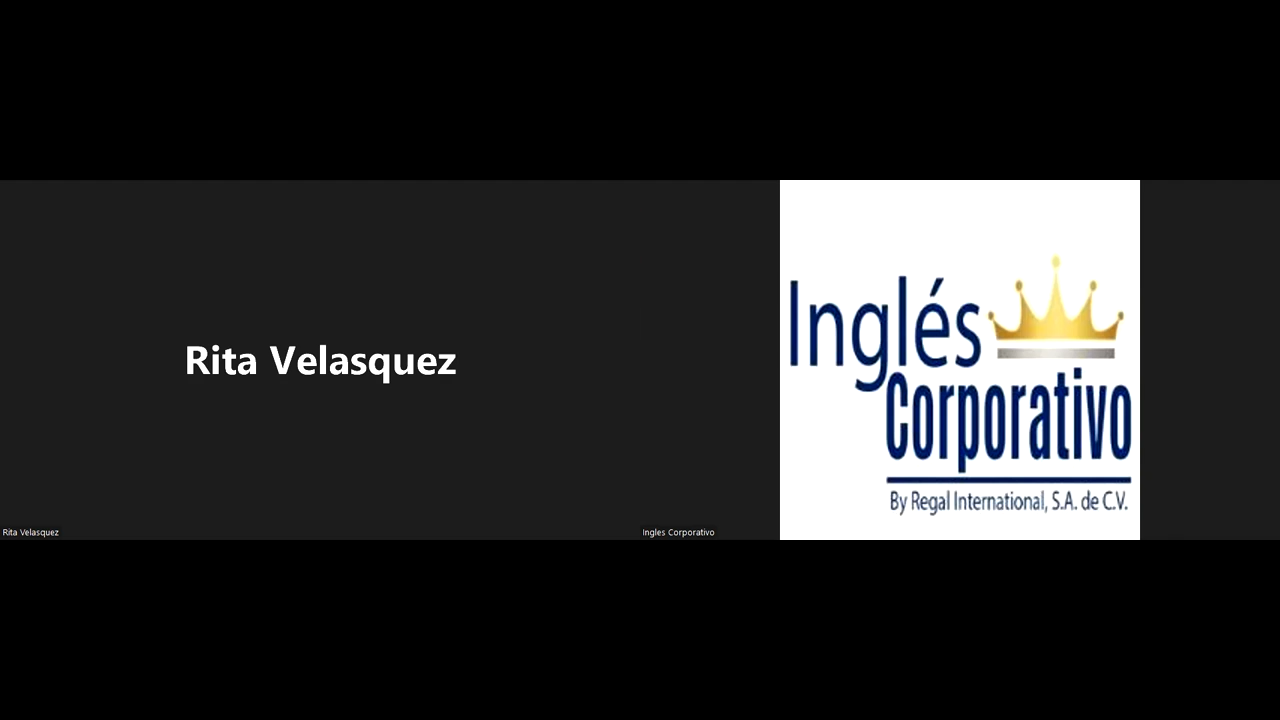 Rita Velasquez
Rita Velasquez
Inglés
Corporativo
By Regal International, S.A. de C.V.
Ingles Corporativo